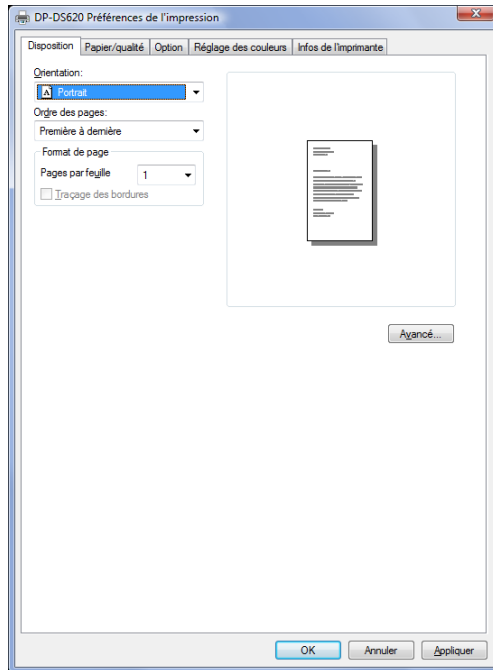 DP-DS620 Préférences de l'impression
Disposition Papier/qualité Option Réglage des couleurs Infos de l'Imprimante
Orientation:
A Portrait
Ordre des pages:
Première à dernière
Format de page
Pages par feuille 1
Traçage des bordures
Avancé...
OK Annuler Appliquer